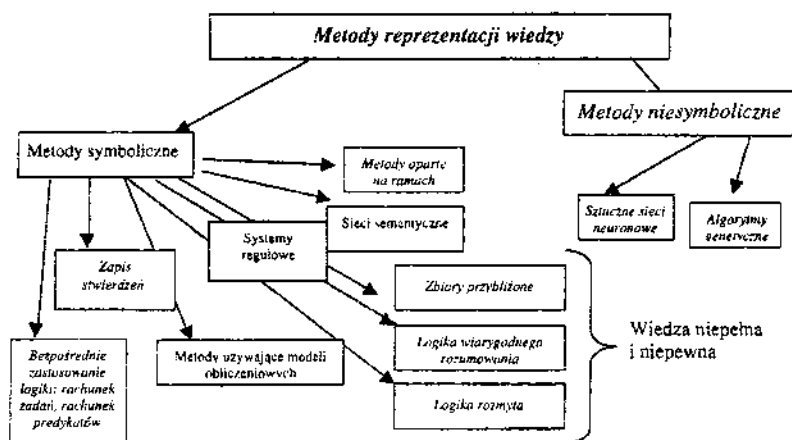 Metody reprezentacji wiedzy
Metody niesymboliczne
Metody symboliczne
Metody oparte
na ramach
Sztuczne sieci
neuronowe
Algorytmy
genetyczne
Sieci semantyczne
Systemy
regułowe
Zapis
stwierdzeń
Zbiory przybliżone
Logika wiarygodnego
rozumowania
Wiedza niepełna
i niepewna
Bezpośrednie
zastosowanie
logiki: rachunek
zdań, rachunek
predykatów
Metody używające modeli
obliczeniowych
Logika rozmyta